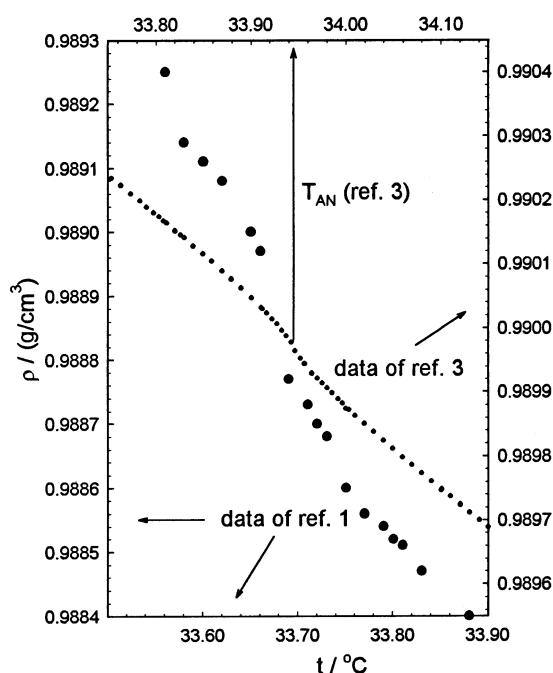 33.80 33.90 34.00 34.10
0.9893
0.9892
0.9891
0.9890
0.9889
0.9888
0.9887
0.9886
0.9885
0.9884
ρ / (g/cm³)
T_AN (ref. 3)
data of ref. 3
data of ref. 1
0.9904
0.9903
0.9902
0.9901
0.9900
0.9899
0.9898
0.9897
0.9896
33.60 33.70 33.80 33.90
t / °C